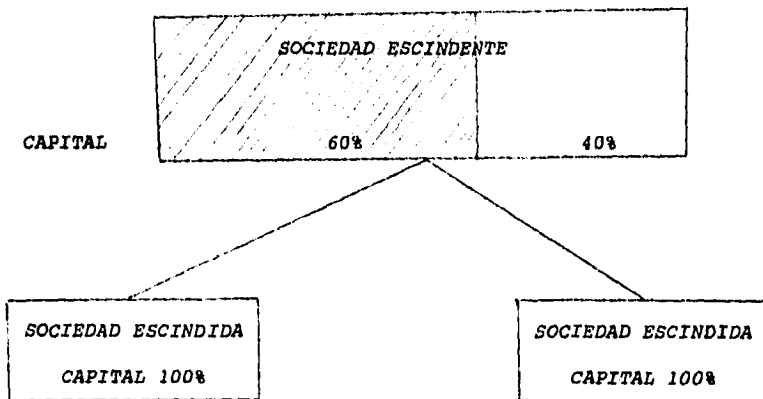 SOCIEDAD ESCINDENTE
CAPITAL 60% 40%
SOCIEDAD ESCINDIDA SOCIEDAD ESCINDIDA
CAPITAL 100% CAPITAL 100%